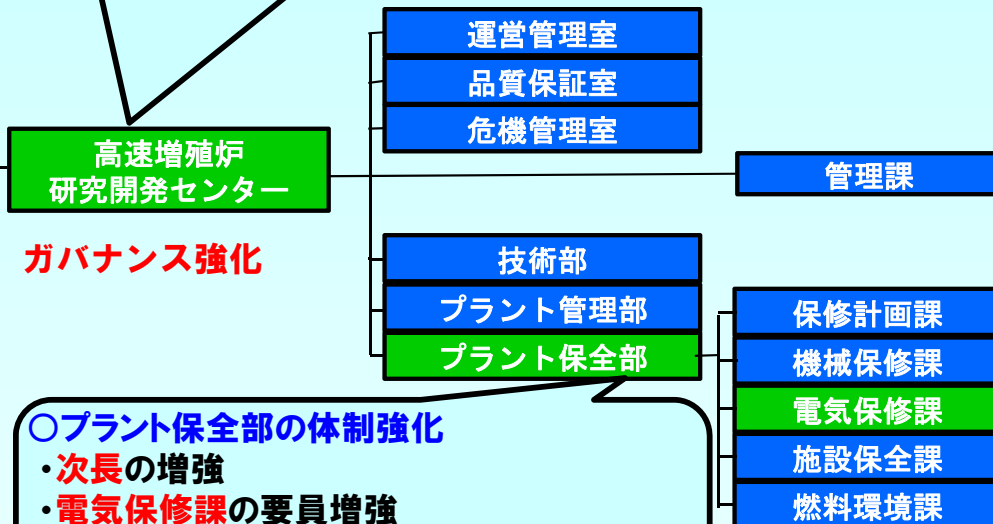 運営管理室
品質保証室
危機管理室
高速増殖炉
研究開発センター
管理課
ガバナンス強化
技術部
プラント管理部
プラント保全部
保修計画課
機械保修課
電気保修課
施設保全課
燃料環境課
○プラント保全部の体制強化
・次長の増強
・電気保修課の要員増強